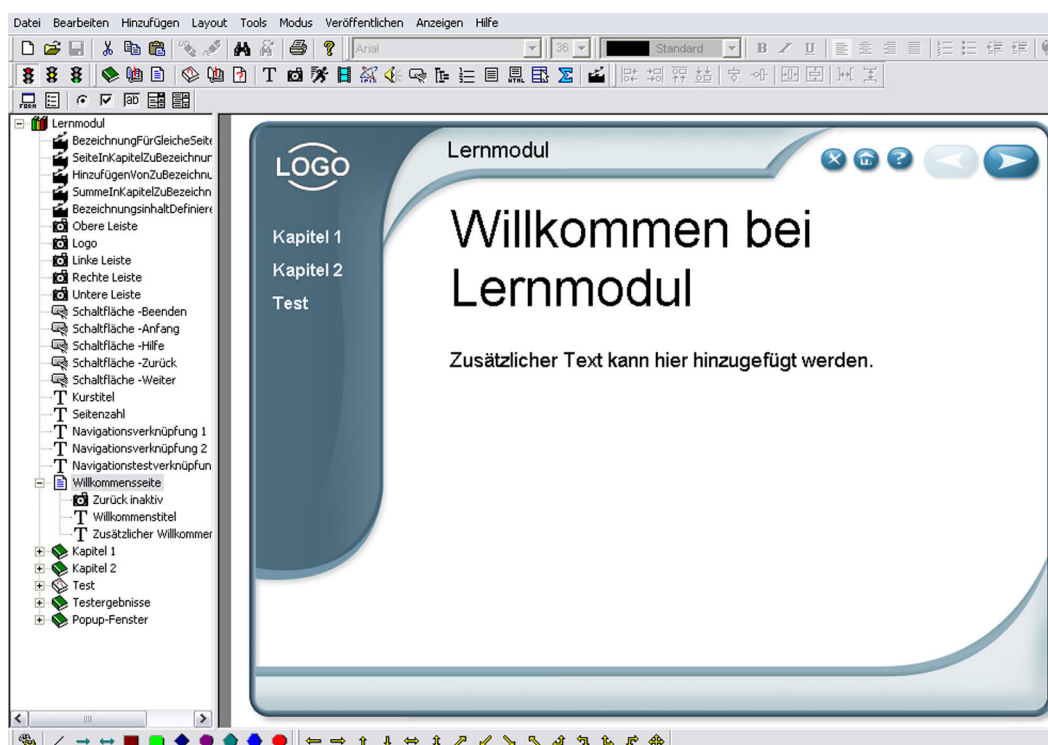 Datei Bearbeiten Hinzufügen Layout Tools Modus Veröffentlichen Anzeigen Hilfe
Arial 36 Standard B I U
HTML
FORM
Lernmodul
BezeichnungFürGleicheSeite
SeiteInKapitelZuBezeichnur
HinzufügenVonZuBezeichnu
SummeInKapitelZuBezeichn
BezeichnungsinhaltDefiniere
Obere Leiste
Logo
Linke Leiste
Rechte Leiste
Untere Leiste
Schaltfläche -Beenden
Schaltfläche -Anfang
Schaltfläche -Hilfe
Schaltfläche -Zurück
Schaltfläche -Weiter
Kurstitel
Seitenzahl
Navigationsverknüpfung 1
Navigationsverknüpfung 2
Navigationstestverknüpfun
Willkommensseite
Zurück inaktiv
Willkommenstitel
Zusätzlicher Willkommer
Kapitel 1
Kapitel 2
Test
Testergebnisse
Popup-Fenster
LOGO
Kapitel 1
Kapitel 2
Test
Lernmodul
Willkommen bei
Lernmodul
Zusätzlicher Text kann hier hinzugefügt werden.